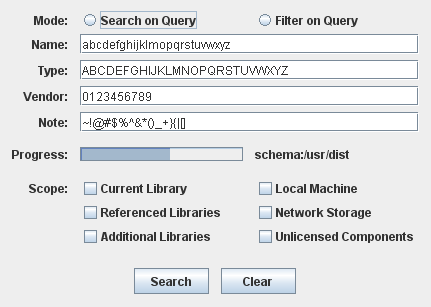 Mode: Search on Query Filter on Query
Name: abcdefghijklmopqrstuvwxyz
Type: ABCDEFGHIJKLMNOPQRSTUVWXYZ
Vendor: 0123456789
Note: ~!@#$%^&*()_+}{|[]
Progress: schema:/usr/dist
Scope: Current Library Local Machine
Referenced Libraries Network Storage
Additional Libraries Unlicensed Components
Search Clear